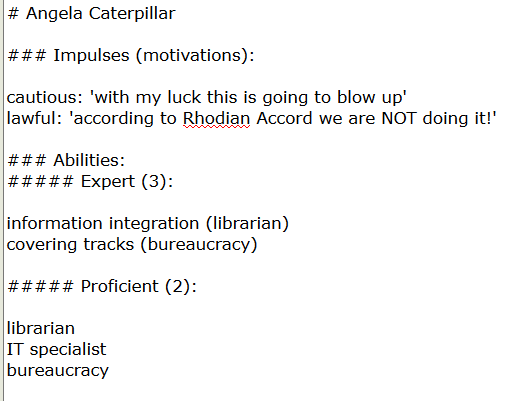 # Angela Caterpillar
### Impulses (motivations):
cautious: 'with my luck this is going to blow up'
lawful: 'according to Rhodian Accord we are NOT doing it!'
### Abilities:
##### Expert (3):
information integration (librarian)
covering tracks (bureaucracy)
##### Proficient (2):
librarian
IT specialist
bureaucracy